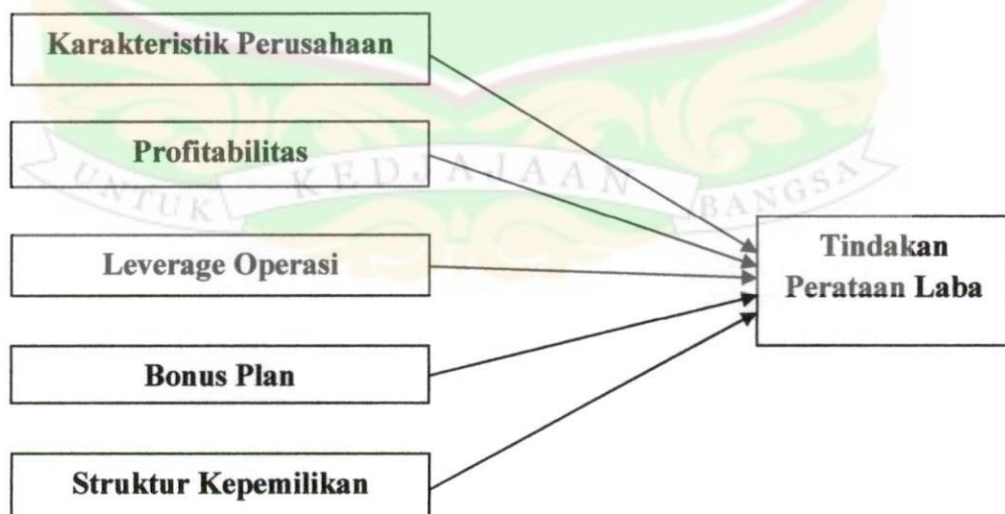 Karakteristik Perusahaan
Profitabilitas
UNTUK KEDJAJAAN BANGSA
Leverage Operasi
Tindakan
Perataan Laba
Bonus Plan
Struktur Kepemilikan